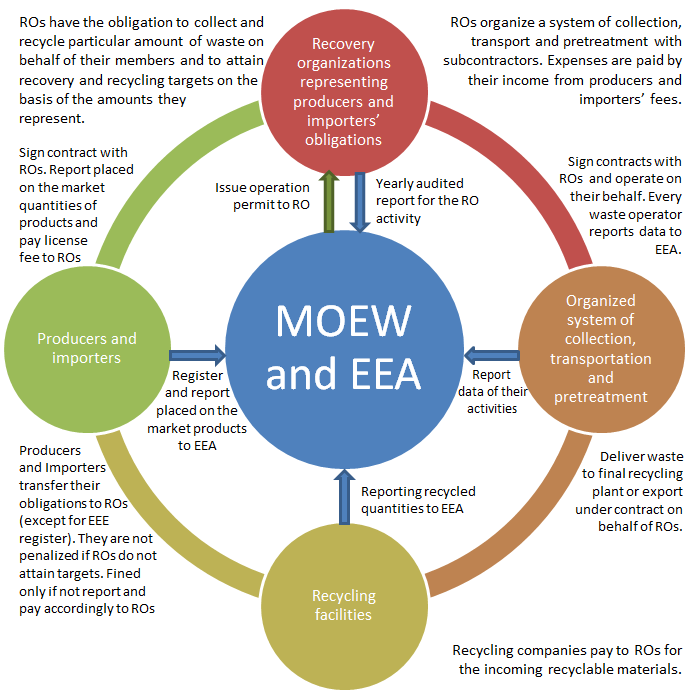 ROs have the obligation to collect and
recycle particular amount of waste on
behalf of their members and to attain
recovery and recycling targets on the
basis of the amounts they
represent.
Recovery
organizations
representing
producers and
importers'
obligations
ROs organize a system of collection,
transport and pretreatment with
subcontractors. Expenses are paid by
their income from producers and
importers' fees.
Sign contract with
ROs. Report placed
on the market
quantities of
products and
pay license
fee to ROs
Issue operation
permit to RO
Yearly audited
report for the RO
activity
Sign contracts with
ROs and operate on
their behalf. Every
waste operator
reports data to
EEA.
Producers and
importers
MOEW
and EEA
Organized
system of
collection,
transportation
and
pretreatment
Register
and report
placed on the
market products
to EEA
Report
data of their
activities
Producers
and Importers
transfer their
obligations to ROs
(except for EEE
register). They are not
penalized if ROs do not
attain targets. Fined
only if not report and
pay accordingly to ROs
Reporting recycled
quantities to EEA
Deliver waste
to final recycling
plant or export
under contract on
behalf of ROs.
Recycling
facilities
Recycling companies pay to ROs for
the incoming recyclable materials.